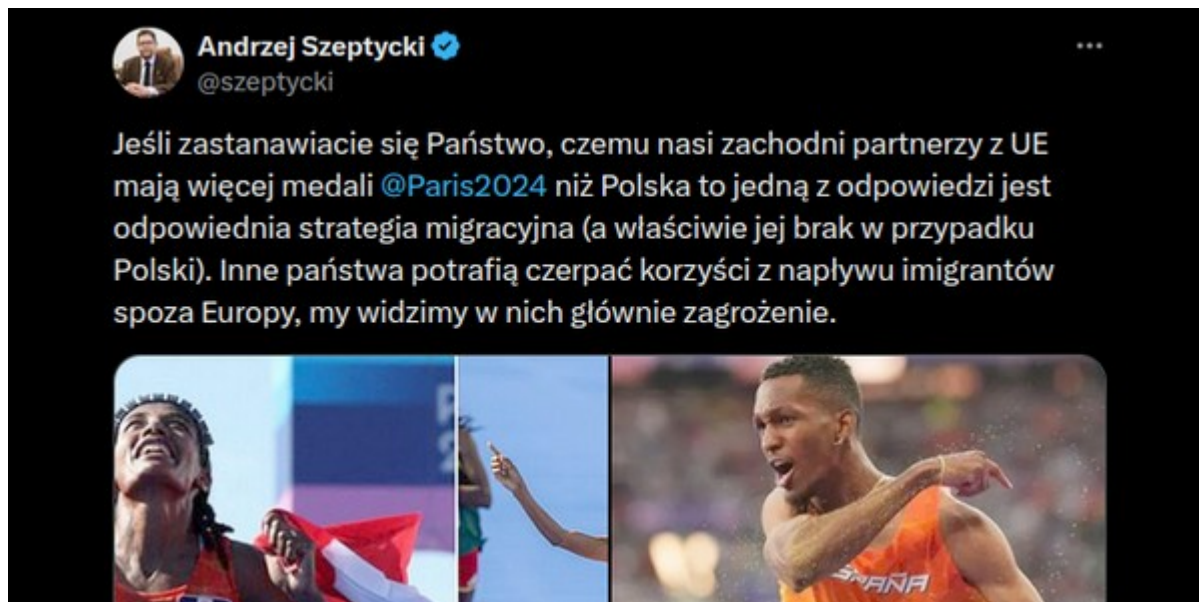 Andrzej Szeptycki
@szeptycki
Jeśli zastanawiacie się Państwo, czemu nasi zachodni partnerzy z UE
mają więcej medali @Paris2024 niż Polska to jedną z odpowiedzi jest
odpowiednia strategia migracyjna (a właściwie jej brak w przypadku
Polski). Inne państwa potrafią czerpać korzyści z napływu imigrantów
spoza Europy, my widzimy w nich głównie zagrożenie.
ESPAÑA